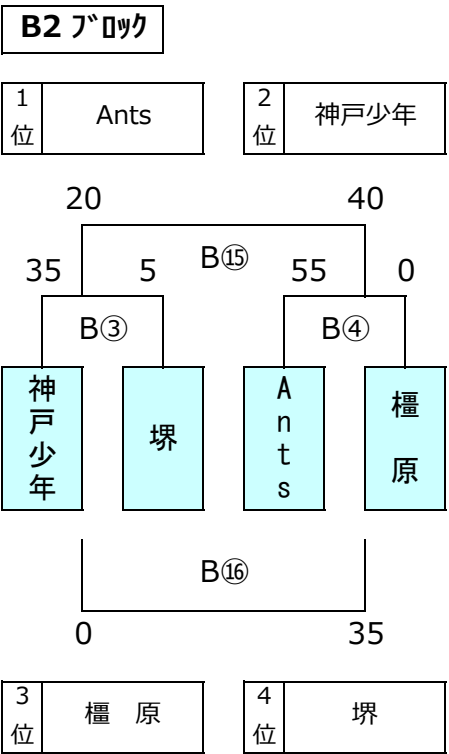 B2 ﾌﾞﾛｯｸ
1位 Ants 2位 神戸少年
20 40
35 5 B⑮ 55 0
B③ B④
神戸少年 堺 Ants 橿原
B⑯
0 35
3位 橿　原 4位 堺